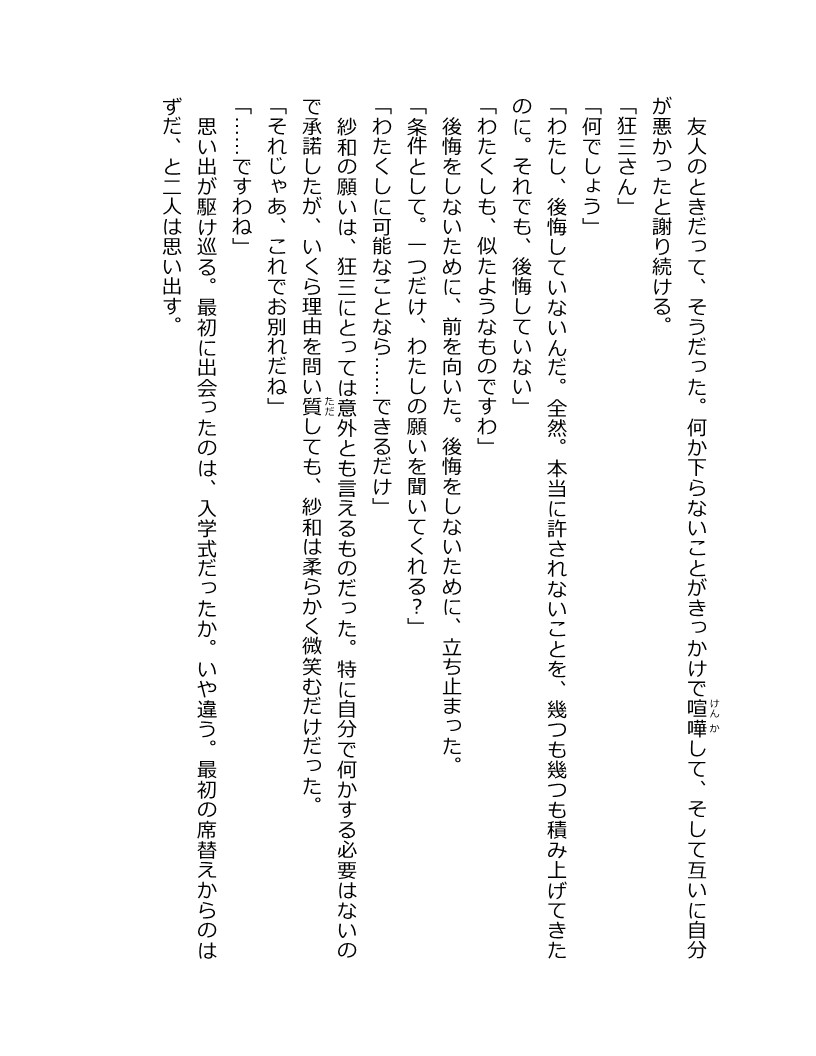 友人のときだって、そうだった。何か下らないことがきっかけで喧嘩して、そして互いに自分
が悪かったと謝り続ける。
「狂三さん」
「何でしょう」
「わたし、後悔していないんだ。全然。本当に許されないことを、幾つも幾つも積み上げてきた
のに。それでも、後悔していない」
「わたくしも、似たようなものですわ」
後悔をしないために、前を向いた。後悔をしないために、立ち止まった。
「条件として。一つだけ、わたしの願いを聞いてくれる？」
「わたくしに可能なことなら……できるだけ」
紗和の願いは、狂三にとっては意外とも言えるものだった。特に自分で何かする必要はないの
で承諾したが、いくら理由を問い質しても、紗和は柔らかく微笑むだけだった。
「それじゃあ、これでお別れだね」
「……ですわね」
思い出が駆け巡る。最初に出会ったのは、入学式だったか。いや違う。最初の席替えからのは
ずだ、と二人は思い出す。